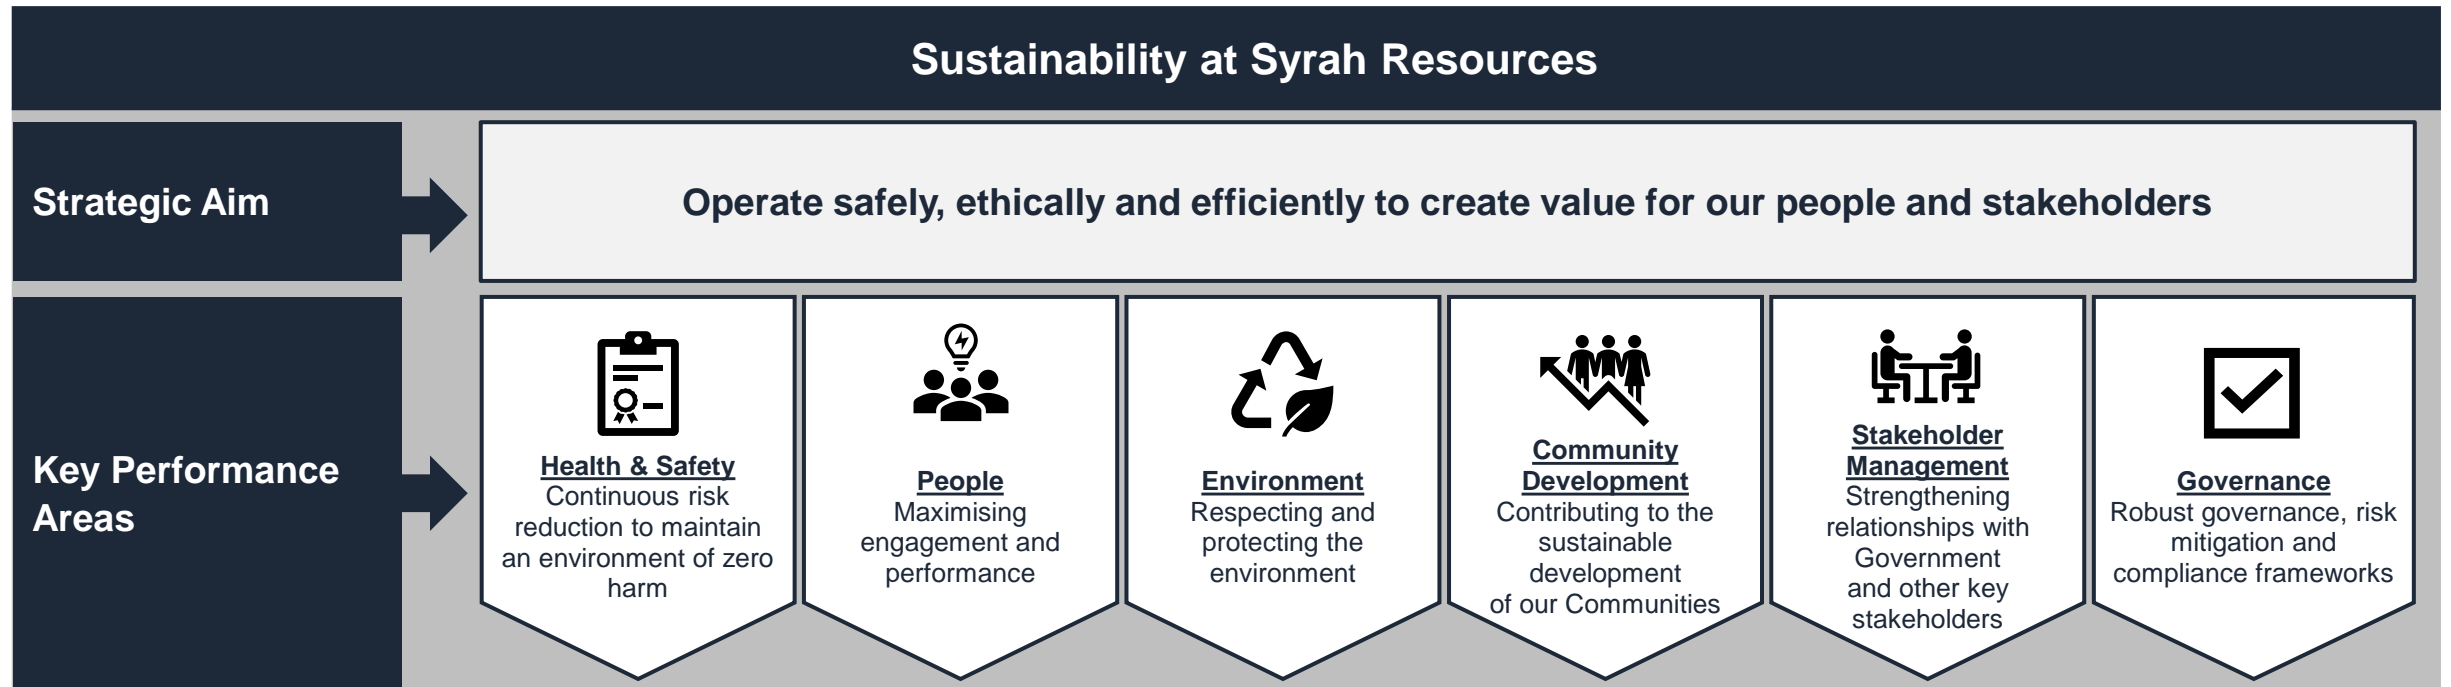 Sustainability at Syrah Resources
Strategic Aim
Operate safely, ethically and efficiently to create value for our people and stakeholders
Key Performance
Areas
Health & Safety
Continuous risk
reduction to maintain
an environment of zero
harm
People
Maximising
engagement and
performance
Environment
Respecting and
protecting the
environment
Community
Development
Contributing to the
sustainable
development
of our Communities
Stakeholder
Management
Strengthening
relationships with
Government
and other key
stakeholders
Governance
Robust governance, risk
mitigation and
compliance frameworks